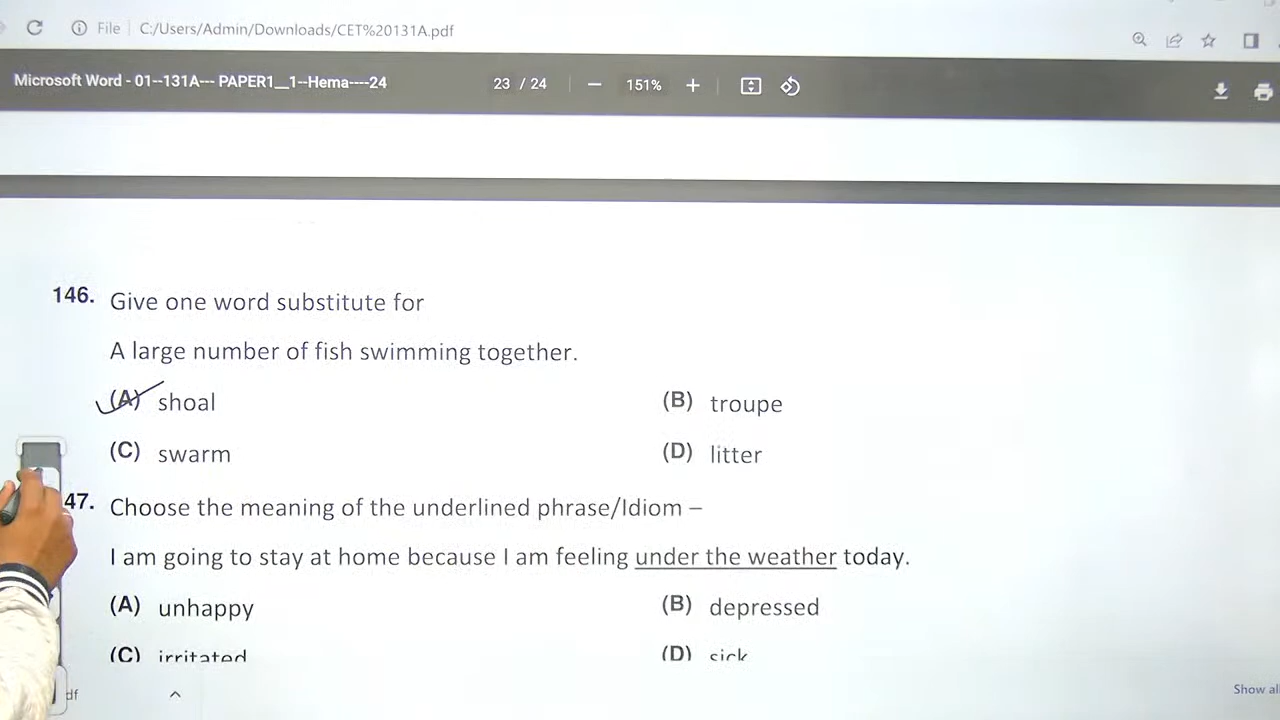 File C:/Users/Admin/Downloads/CET%20131A.pdf
Microsoft Word - 01--131A--- PAPER1__1--Hema----24 23 / 24 — 151% +
146. Give one word substitute for
A large number of fish swimming together.
(A) shoal (B) troupe
(C) swarm (D) litter
47. Choose the meaning of the underlined phrase/Idiom –
I am going to stay at home because I am feeling under the weather today.
(A) unhappy (B) depressed
(C) irritated (D) sick
df Show al